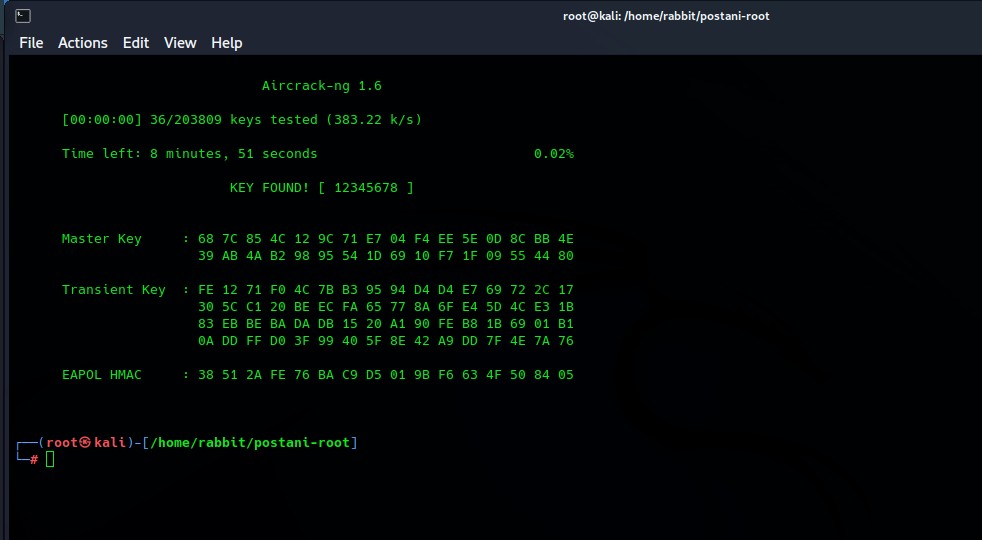 root@kali: /home/rabbit/postani-root
File Actions Edit View Help
Aircrack-ng 1.6
[00:00:00] 36/203809 keys tested (383.22 k/s)
Time left: 8 minutes, 51 seconds 0.02%
KEY FOUND! [ 12345678 ]
Master Key : 68 7C 85 4C 12 9C 71 E7 04 F4 EE 5E 0D 8C BB 4E
39 AB 4A B2 98 95 54 1D 69 10 F7 1F 09 55 44 80
Transient Key : FE 12 71 F0 4C 7B B3 95 94 D4 D4 E7 69 72 2C 17
30 5C C1 20 BE EC FA 65 77 8A 6F E4 5D 4C E3 1B
83 EB BE BA DA DB 15 20 A1 90 FE B8 1B 69 01 B1
0A DD FF D0 3F 99 40 5F 8E 42 A9 DD 7F 4E 7A 76
EAPOL HMAC : 38 51 2A FE 76 BA C9 D5 01 9B F6 63 4F 50 84 05
┌──(root㉿kali)-[/home/rabbit/postani-root]
└─#